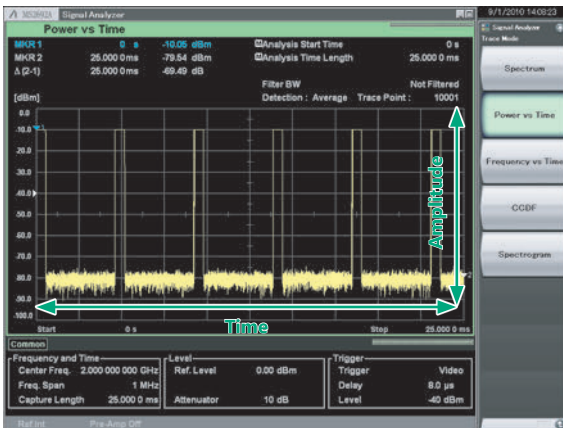 MS2692A Signal Analyzer
9/1/2010 14:08:23
Power vs Time
MKR 1 0 s -10.05 dBm Analysis Start Time 0 s
MKR 2 25.000 0 ms -79.54 dBm Analysis Time Length 25.000 0 ms
Δ (2-1) 25.000 0 ms -69.49 dB
Filter BW Not Filtered
[dBm] Detection : Average Trace Point : 10001
0.0
-10.0
1
-20.0
-30.0
-40.0
-50.0
-60.0
-70.0
-80.0
2
-90.0
-100.0
Amplitude
Time
Start 0 s Stop 25.000 0 ms
Common
Frequency and Time
Center Freq. 2.000 000 000 GHz
Freq. Span 1 MHz
Capture Length 25.000 0 ms
Level
Ref. Level 0.00 dBm
Attenuator 10 dB
Trigger
Trigger Video
Delay 8.0 µs
Level -40 dBm
Ref.Int Pre-Amp Off
Signal Analyzer
Trace Mode
Spectrum
Power vs Time
Frequency vs Time
CCDF
Spectrogram